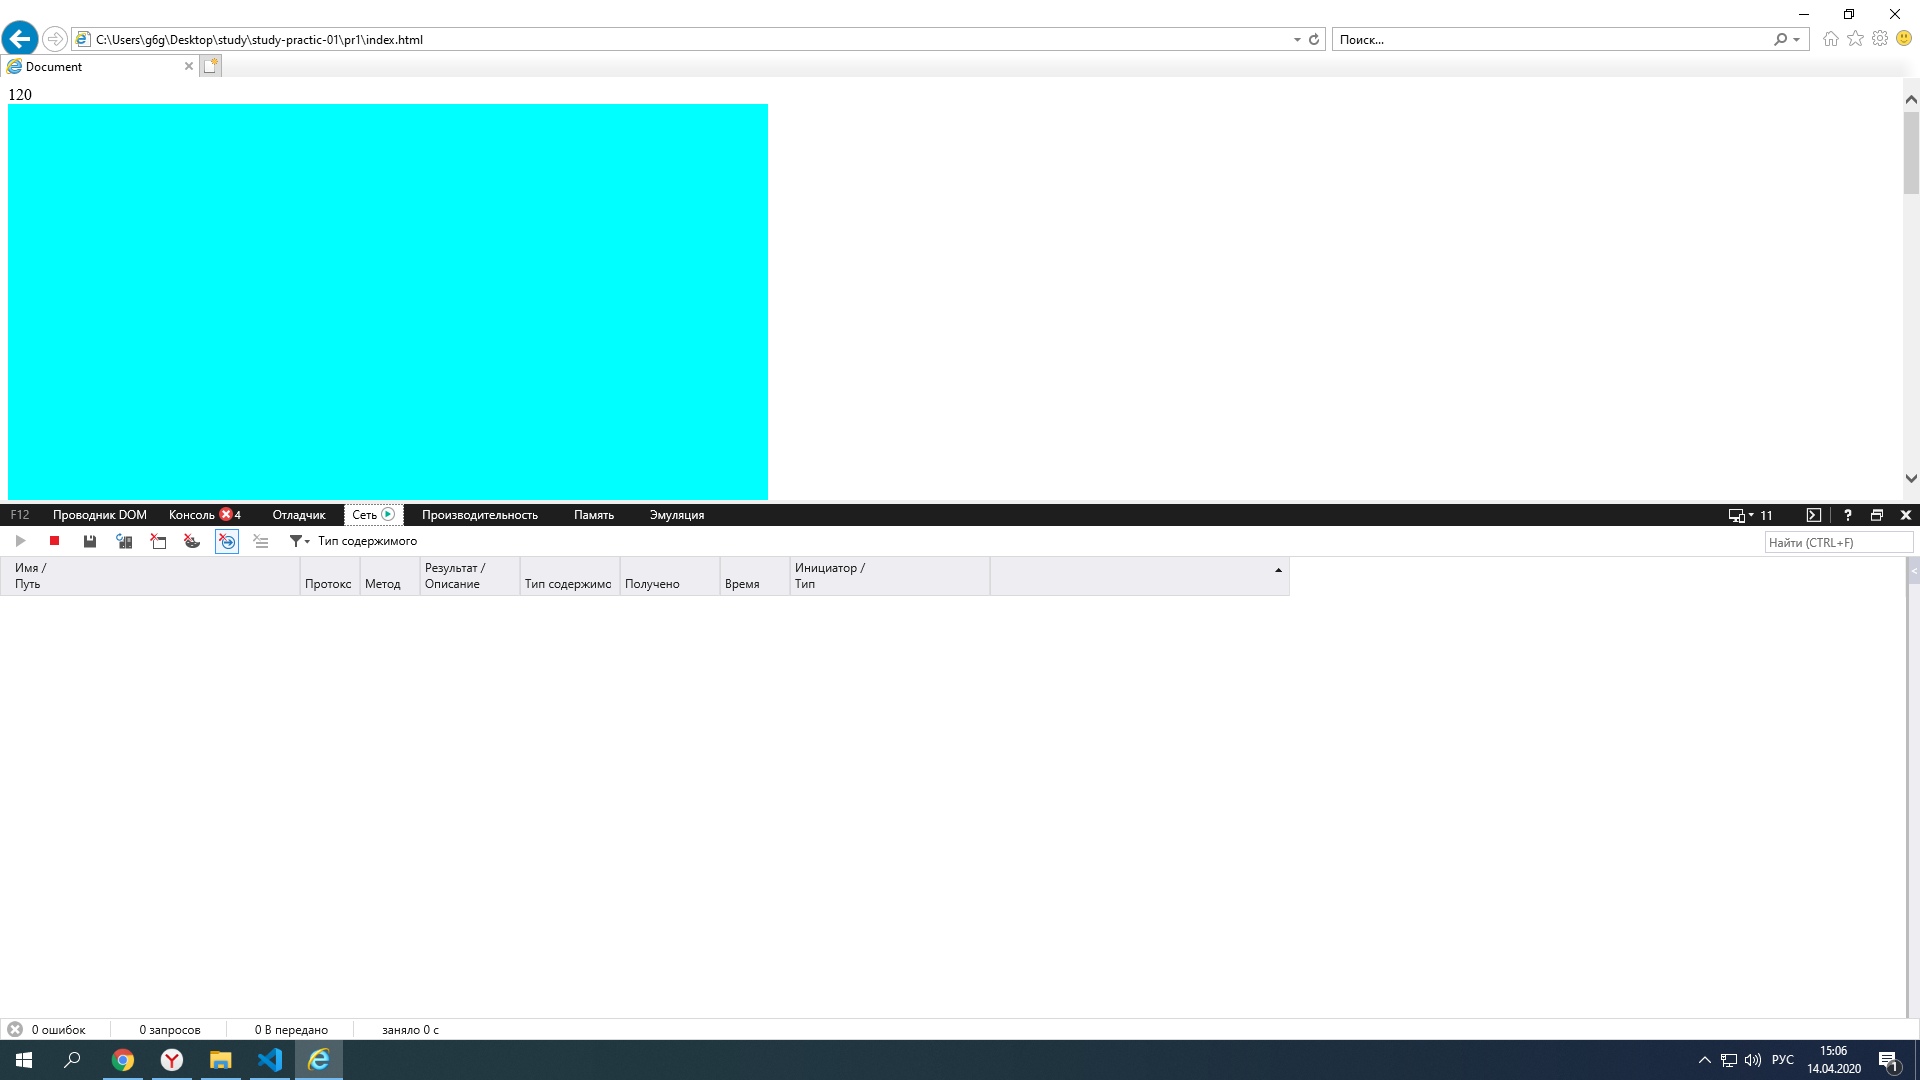 C:\Users\g6g\Desktop\study\study-practic-01\pr1\index.html
Поиск...
Document
120
F12 Проводник DOM Консоль 4 Отладчик Сеть Производительность Память Эмуляция 11 ?
Тип содержимого
Найти (CTRL+F)
Имя /
Путь
Протокс
Метод
Результат /
Описание
Тип содержимо
Получено
Время
Инициатор /
Тип
<
0 ошибок 0 запросов 0 B передано заняло 0 с
РУС
15:06
14.04.2020
1